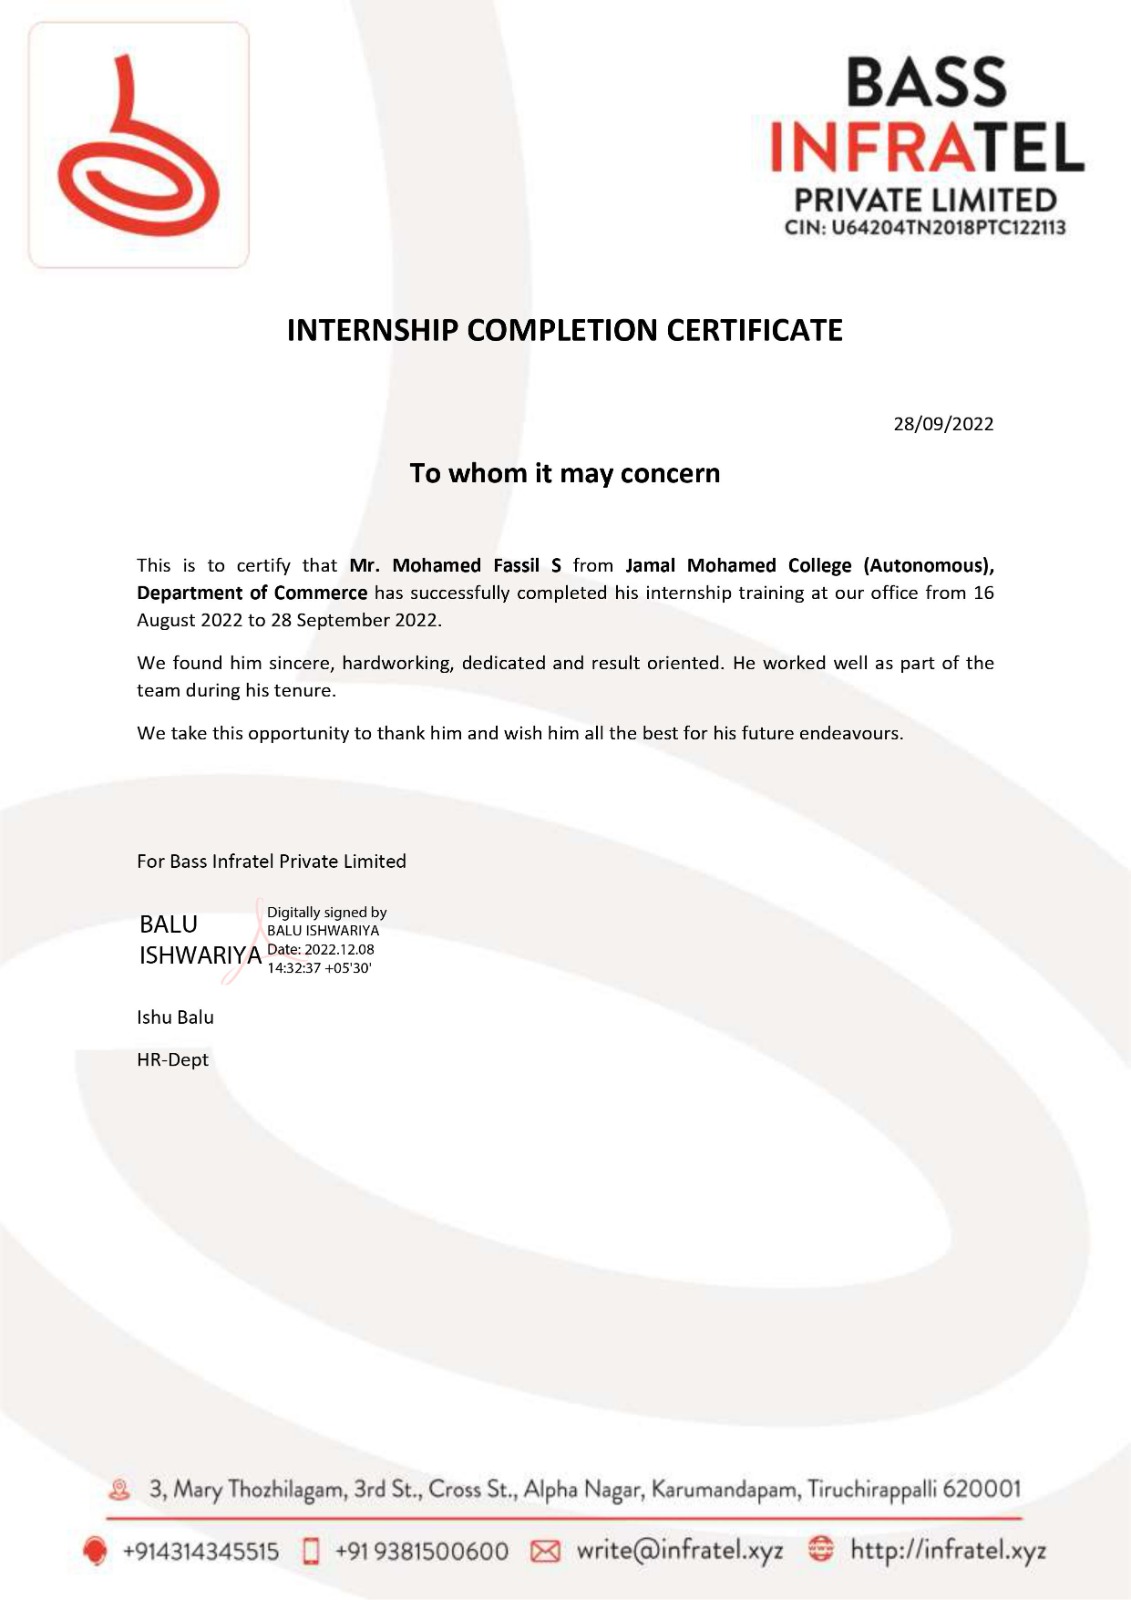 BASS
INFRATEL
PRIVATE LIMITED
CIN: U64204TN2018PTC122113
INTERNSHIP COMPLETION CERTIFICATE
28/09/2022
To whom it may concern
This is to certify that Mr. Mohamed Fassil S from Jamal Mohamed College (Autonomous),
Department of Commerce has successfully completed his internship training at our office from 16
August 2022 to 28 September 2022.
We found him sincere, hardworking, dedicated and result oriented. He worked well as part of the
team during his tenure.
We take this opportunity to thank him and wish him all the best for his future endeavours.
For Bass Infratel Private Limited
BALU
ISHWARIYA
Digitally signed by
BALU ISHWARIYA
Date: 2022.12.08
14:32:37 +05'30'
Ishu Balu
HR-Dept
3, Mary Thozhilagam, 3rd St., Cross St., Alpha Nagar, Karumandapam, Tiruchirappalli 620001
+914314345515 +91 9381500600 write@infratel.xyz http://infratel.xyz